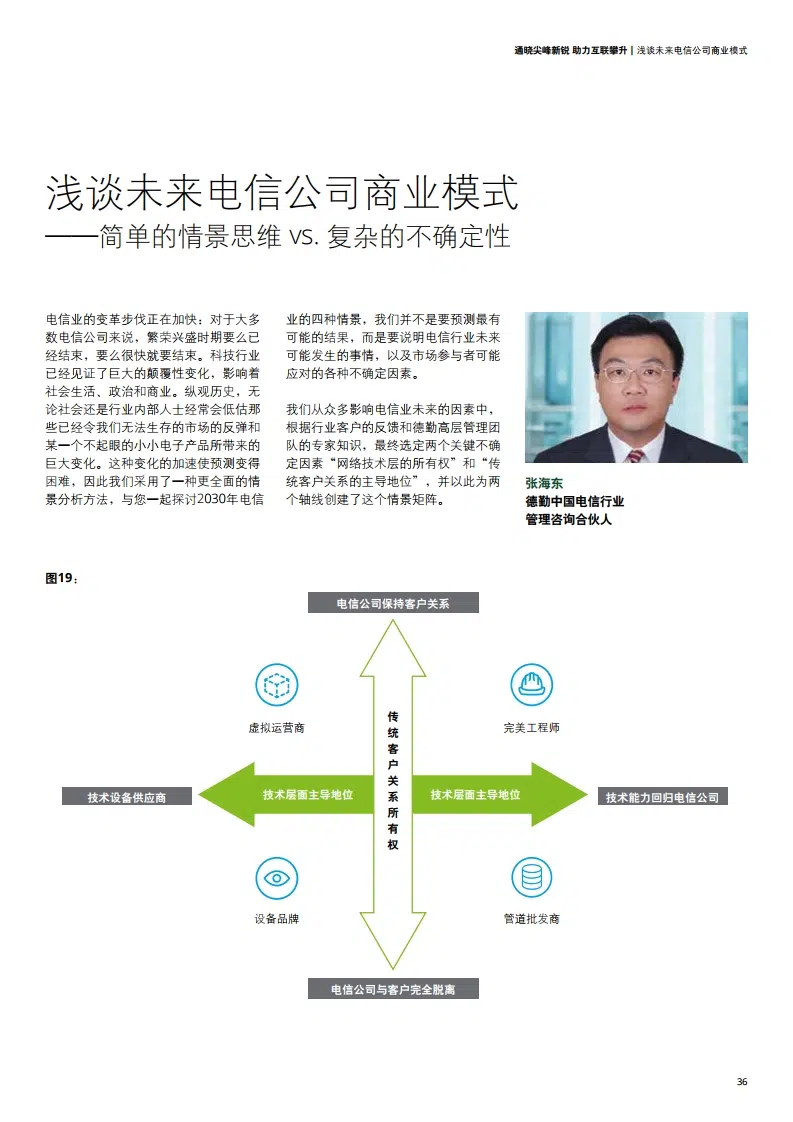 通晓尖峰新锐 助力互联攀升 | 浅谈未来电信公司商业模式
浅谈未来电信公司商业模式
——简单的情景思维 vs. 复杂的不确定性
电信业的变革步伐正在加快：对于大多
数电信公司来说，繁荣兴盛时期要么已
经结束，要么很快就要结束。科技行业
已经见证了巨大的颠覆性变化，影响着
社会生活、政治和商业。纵观历史，无
论社会还是行业内部人士经常会低估那
些已经令我们无法生存的市场的反弹和
某一个不起眼的小小电子产品所带来的
巨大变化。这种变化的加速使预测变得
困难，因此我们采用了一种更全面的情
景分析方法，与您一起探讨2030年电信
业的四种情景，我们并不是要预测最有
可能的结果，而是要说明电信行业未来
可能发生的事情，以及市场参与者可能
应对的各种不确定因素。
我们从众多影响电信业未来的因素中，
根据行业客户的反馈和德勤高层管理团
队的专家知识，最终选定两个关键不确
定因素“网络技术层的所有权”和“传
统客户关系的主导地位”，并以此为两
个轴线创建了这个情景矩阵。
张海东
德勤中国电信行业
管理咨询合伙人
图19：
电信公司保持客户关系
虚拟运营商
完美工程师
传统客户关系所有权
技术设备供应商
技术层面主导地位
技术层面主导地位
技术能力回归电信公司
设备品牌
管道批发商
电信公司与客户完全脱离
36